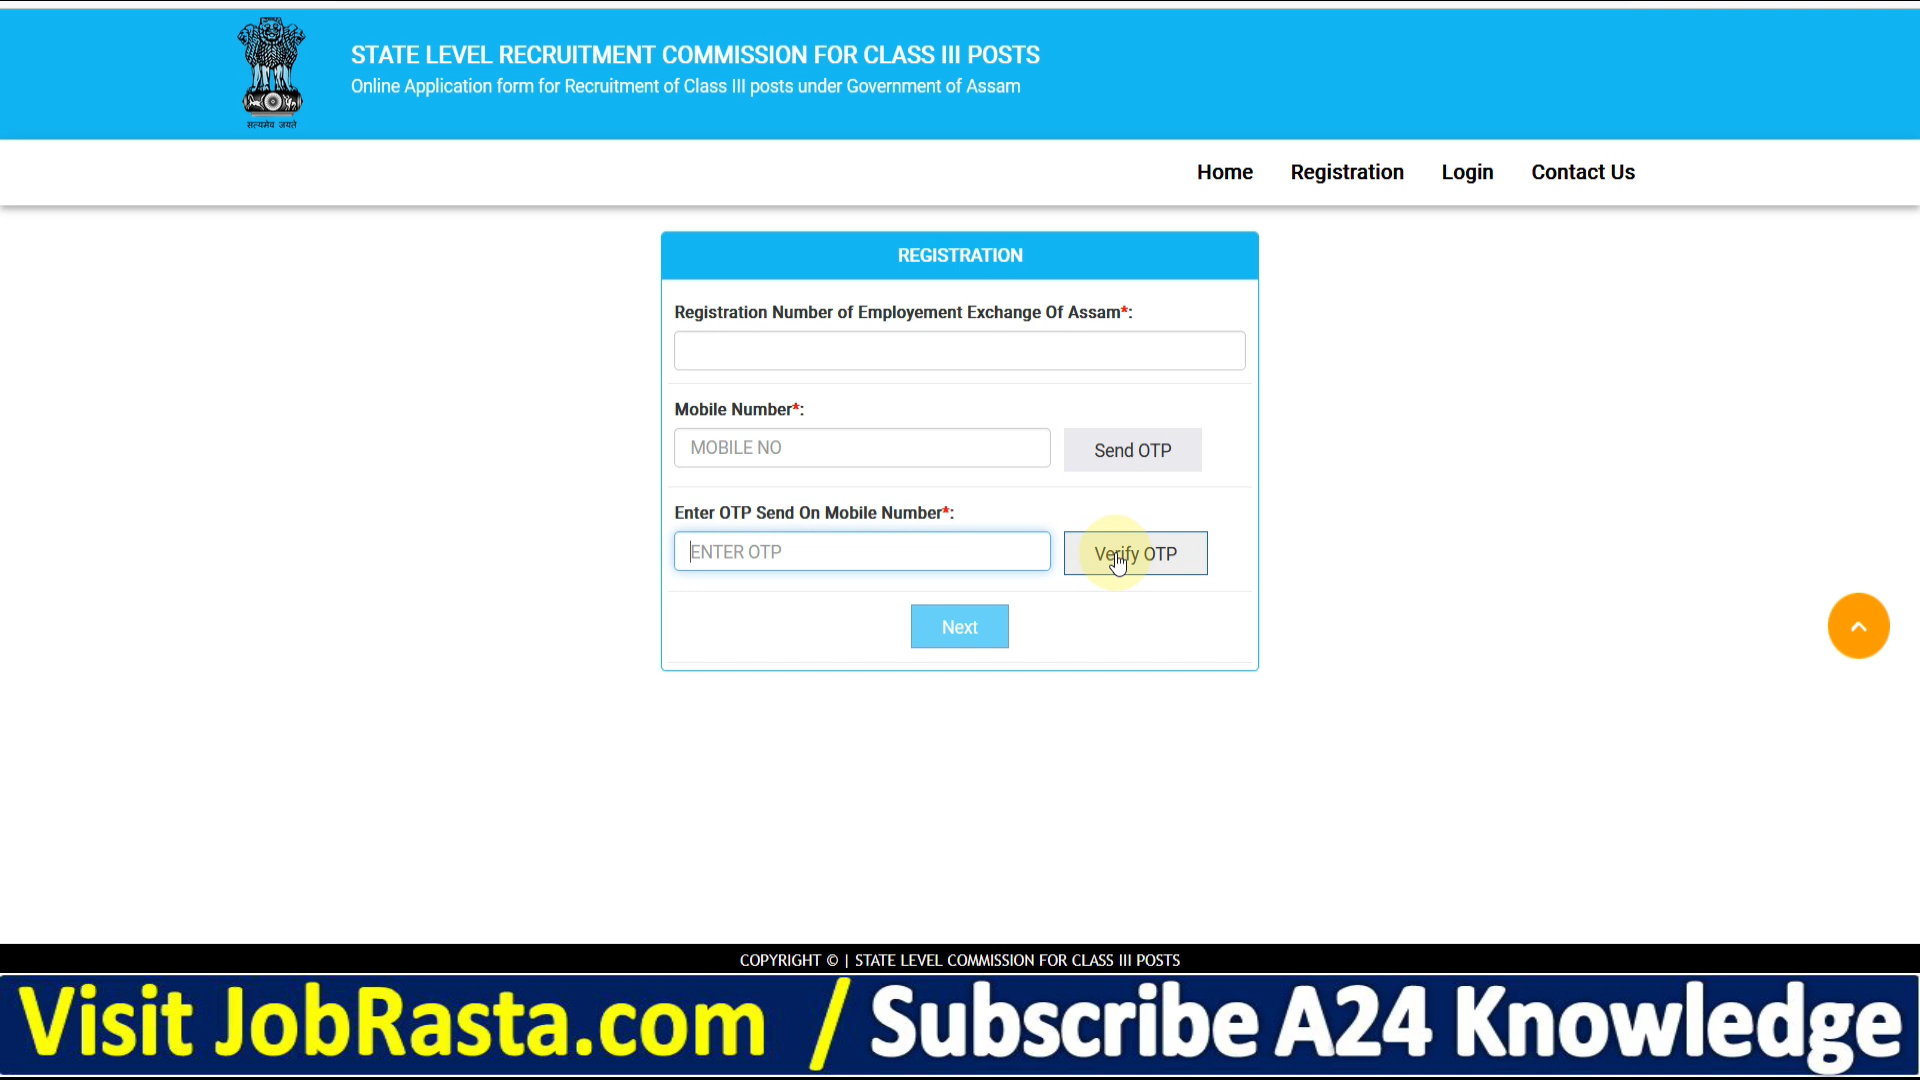 सत्यमेव जयते
STATE LEVEL RECRUITMENT COMMISSION FOR CLASS III POSTS
Online Application form for Recruitment of Class III posts under Government of Assam
Home Registration Login Contact Us
REGISTRATION
Registration Number of Employement Exchange Of Assam*:
Mobile Number*:
MOBILE NO Send OTP
Enter OTP Send On Mobile Number*:
ENTER OTP Verify OTP
Next
COPYRIGHT © | STATE LEVEL COMMISSION FOR CLASS III POSTS
Visit JobRasta.com / Subscribe A24 Knowledge